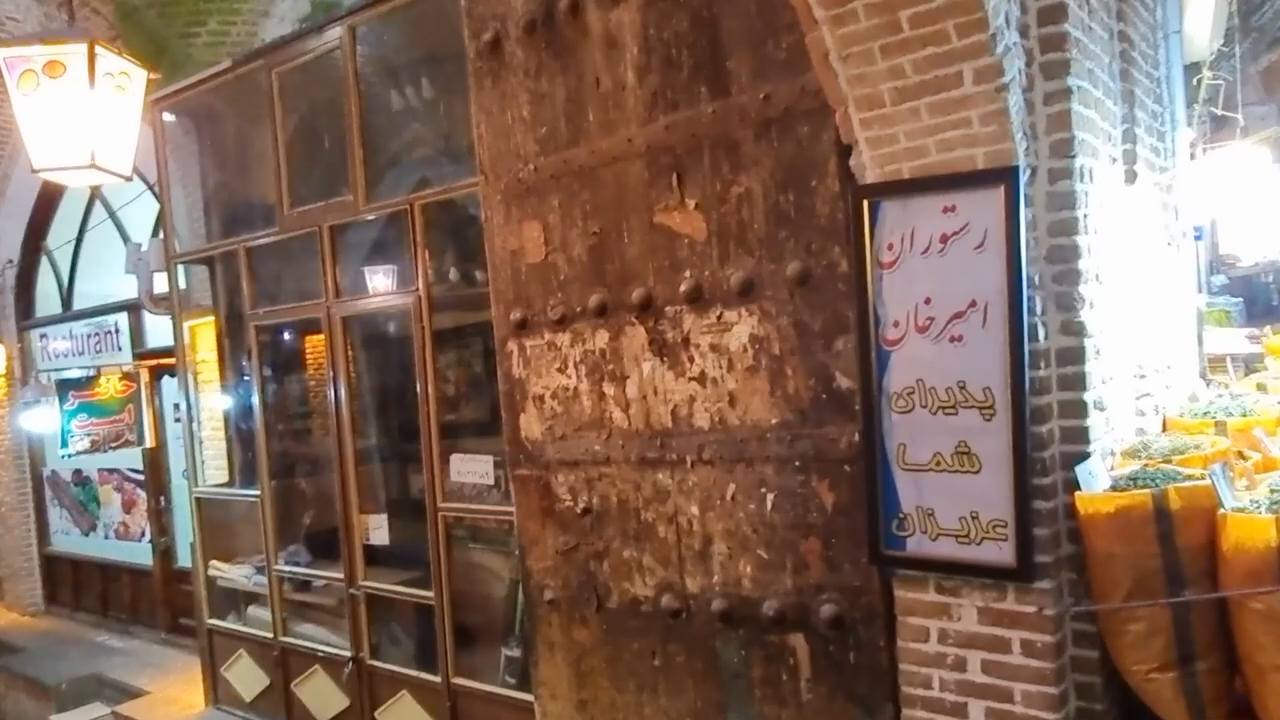 Resturant
حاضر
است
رستوران
امیرخان
پذیرای
شما
عزیزان